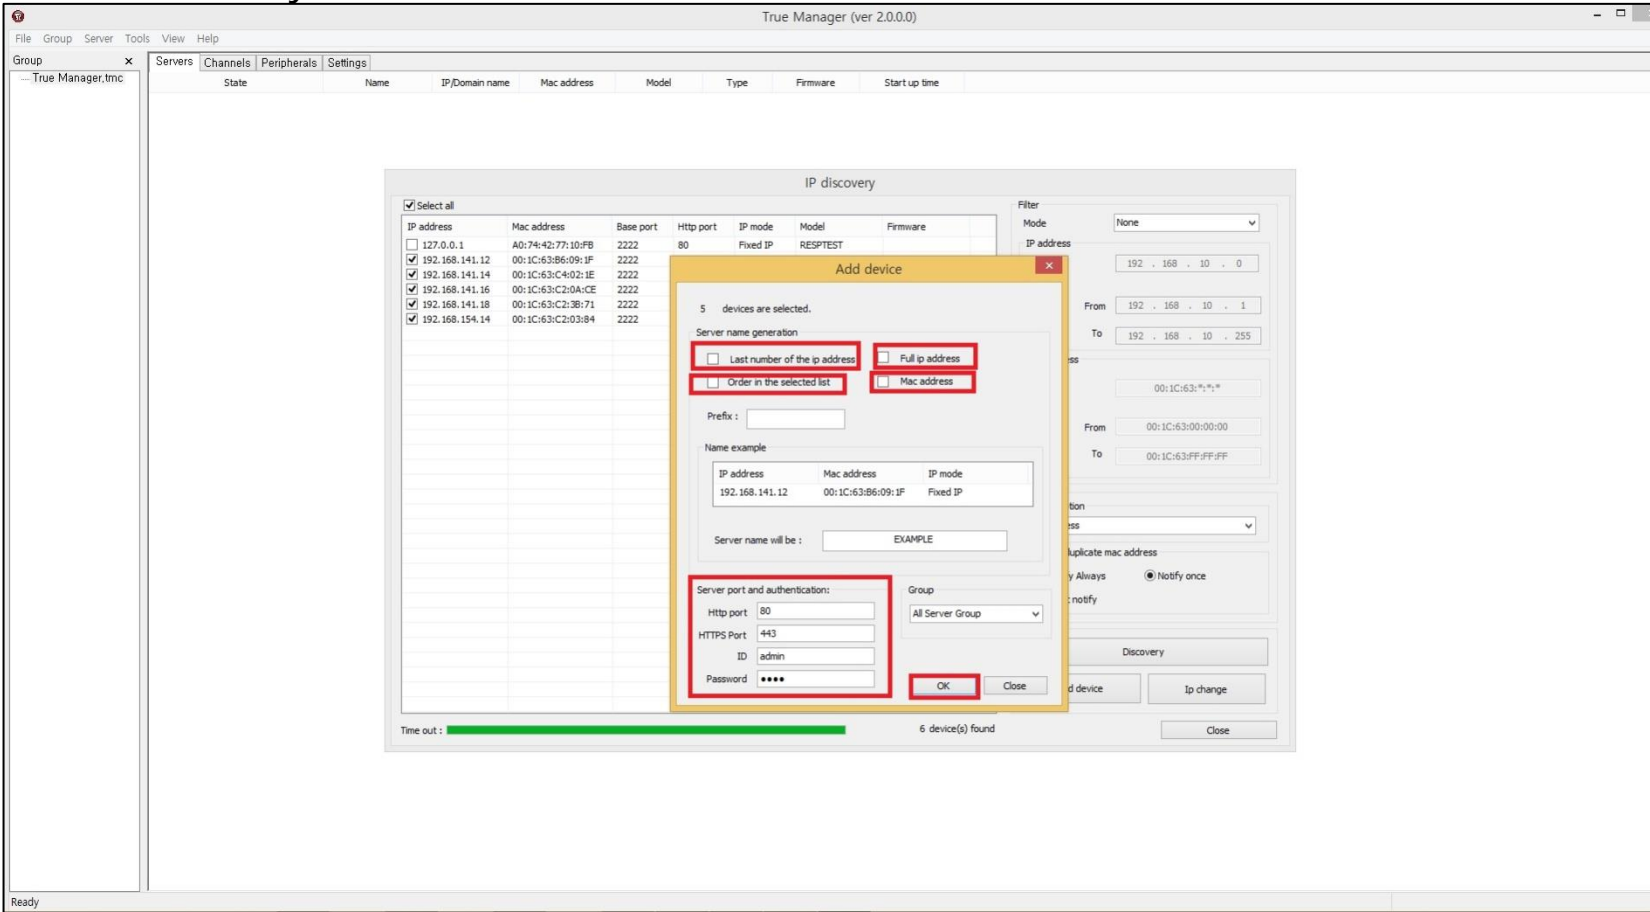 True Manager (ver 2.0.0.0)
File Group Server Tools View Help
Group x
True Manager,tmc
Servers Channels Peripherals Settings
State Name IP/Domain name Mac address Model Type Firmware Start up time
IP discovery
Select all
IP address Mac address Base port Http port IP mode Model Firmware
127.0.0.1 A0:74:42:77:10:FB 2222 80 Fixed IP RESPTEST
192.168.141.12 00:1C:63:B6:09:1F 2222
192.168.141.14 00:1C:63:C4:02:1E 2222
192.168.141.16 00:1C:63:C2:0A:CE 2222
192.168.141.18 00:1C:63:C2:3B:71 2222
192.168.154.14 00:1C:63:C2:03:84 2222
Time out :
6 device(s) found
Add device
5 devices are selected.
Server name generation
Last number of the ip address Full ip address
Order in the selected list Mac address
Prefix :
Name example
IP address Mac address IP mode
192.168.141.12 00:1C:63:B6:09:1F Fixed IP
Server name will be : EXAMPLE
Server port and authentication:
Http port 80
HTTPS Port 443
ID admin
Password ••••
Group
All Server Group
OK Close
Filter
Mode None
IP address
192 . 168 . 10 . 0
From 192 . 168 . 10 . 1
To 192 . 168 . 10 . 255
ess
00:1C:63:*:*:*
From 00:1C:63:00:00:00
To 00:1C:63:FF:FF:FF
tion
ess
duplicate mac address
y Always Notify once
t notify
Discovery
d device Ip change
Close
Ready